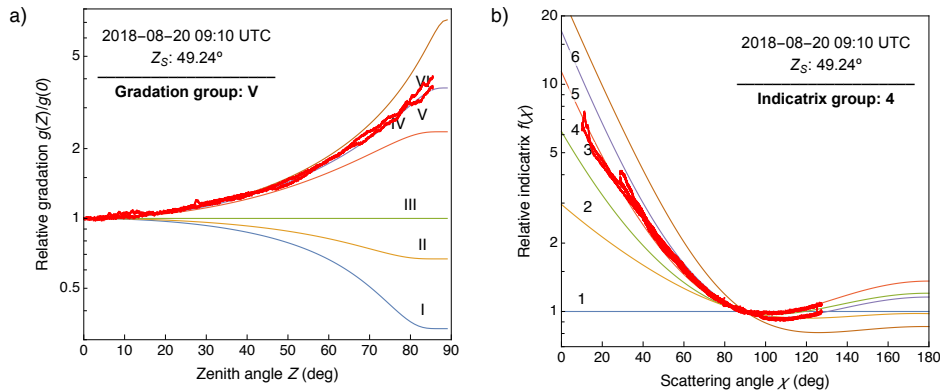 a)
2018-08-20 09:10 UTC
Z_S: 49.24º
Gradation group: V
Relative gradation g(Z)/g(0)
5
2
1
0.5
VI
V
IV
III
II
I
0 10 20 30 40 50 60 70 80 90
Zenith angle Z (deg)
b)
2018-08-20 09:10 UTC
Z_S: 49.24º
Indicatrix group: 4
Relative indicatrix f(χ)
20
10
5
2
1
6
5
4
3
2
1
0 20 40 60 80 100 120 140 160 180
Scattering angle χ (deg)